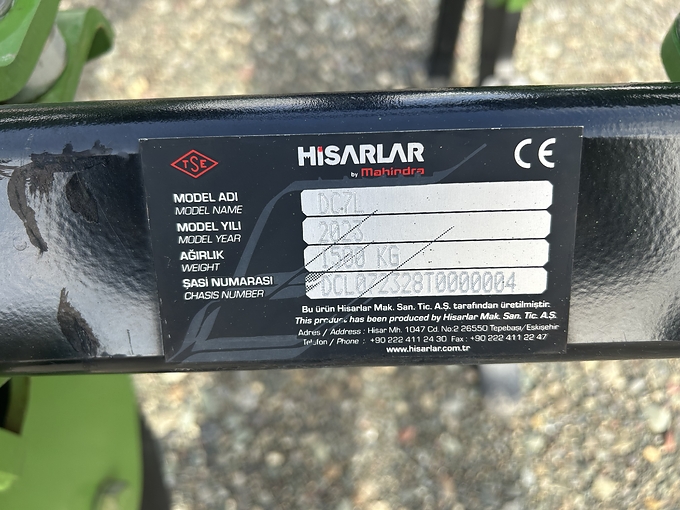 TSE
HİSARLAR
by Mahindra
CE
MODEL ADI
MODEL NAME
DC7L
MODEL YILI
MODEL YEAR
2023
AĞIRLIK
WEIGHT
1500 KG
ŞASİ NUMARASI
CHASIS NUMBER
DCL072328T0000004
Bu ürün Hisarlar Mak. San. Tic. A.Ş. tarafından üretilmiştir.
This product has been produced by Hisarlar Mak. San. Tic. A.Ş.
Adres / Address : Hisar Mh. 1047 Cd. No:2 26550 Tepebaşı/Eskişehir
Telefon / Phone : +90 222 411 24 30 Fax : +90 222 411 22 47
www.hisarlar.com.tr